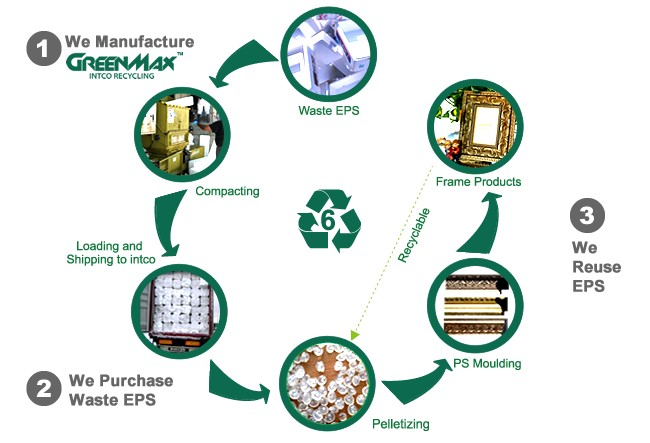 1
We Manufacture
GREENMAX™
INTCO RECYCLING
Waste EPS
Compacting
Loading and
Shipping to intco
2
We Purchase
Waste EPS
Pelletizing
PS Moulding
Frame Products
Recyclable
6
3
We
Reuse
EPS